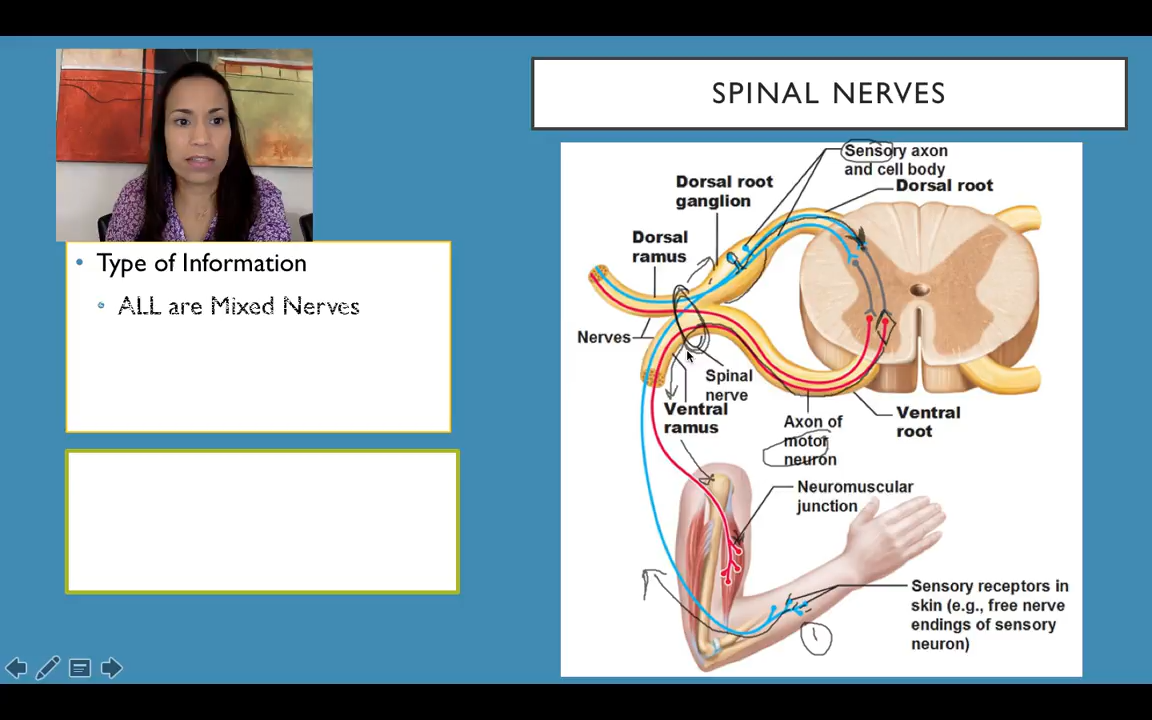 SPINAL NERVES
• Type of Information
• ALL are Mixed Nerves
Sensory axon
and cell body
Dorsal root
ganglion
Dorsal root
Dorsal
ramus
Nerves
Spinal
nerve
Ventral
ramus
Axon of
motor
neuron
Ventral
root
Neuromuscular
junction
Sensory receptors in
skin (e.g., free nerve
endings of sensory
neuron)
1